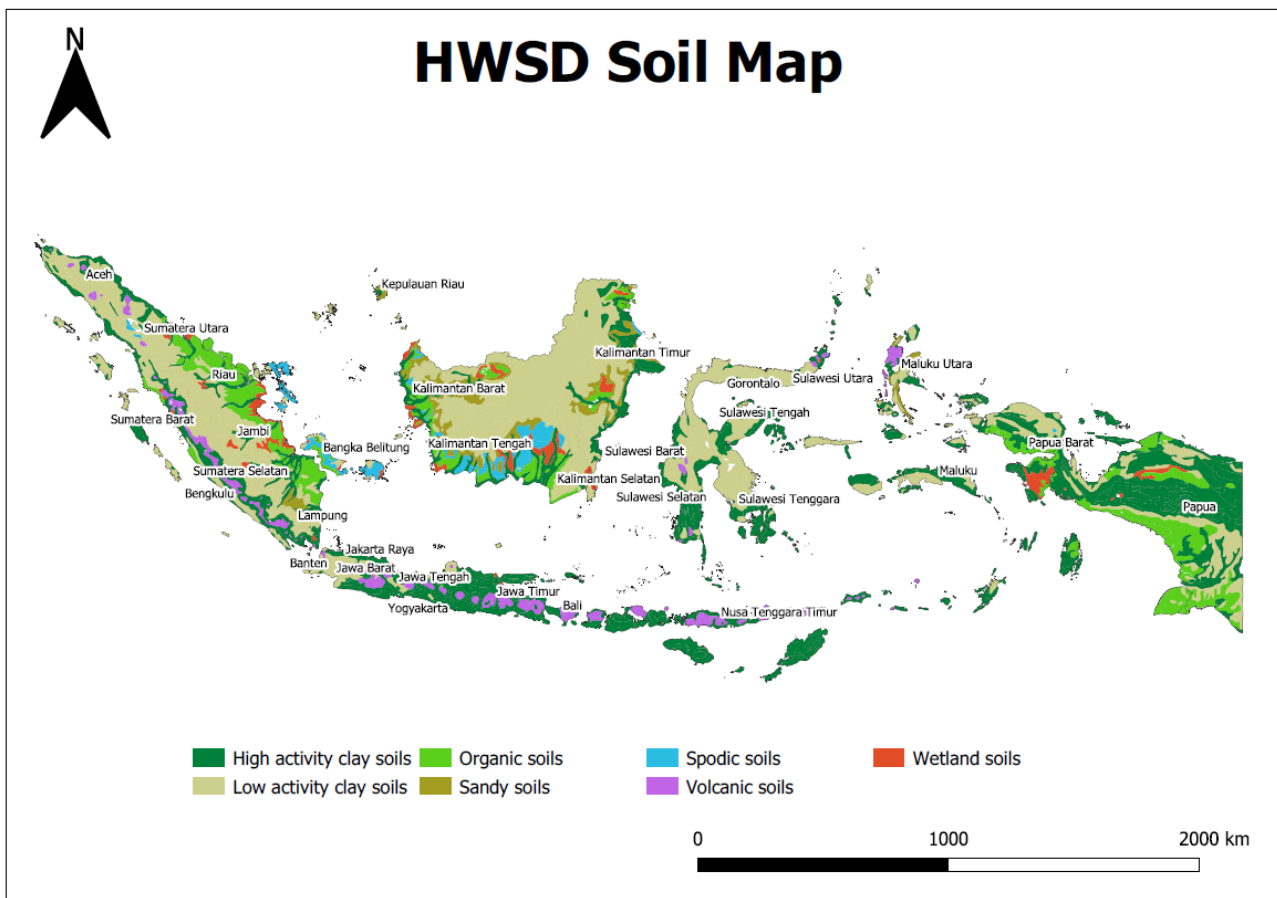 HWSD Soil Map
N
Aceh
Kepulauan Riau
Sumatera Utara
Kalimantan Timur
Maluku Utara
Riau
Sulawesi Utara
Gorontalo
Kalimantan Barat
Sulawesi Tengah
Sumatera Barat
Jambi
Kalimantan Tengah
Papua Barat
Bangka Belitung
Sulawesi Barat
Sumatera Selatan
Maluku
Kalimantan Selatan
Bengkulu
Sulawesi Selatan
Sulawesi Tenggara
Papua
Lampung
Jakarta Raya
Banten
Jawa Barat
Jawa Tengah
Jawa Timur
Yogyakarta
Bali
Nusa Tenggara Timur
High activity clay soils
Organic soils
Spodic soils
Wetland soils
Low activity clay soils
Sandy soils
Volcanic soils
0 1000 2000 km